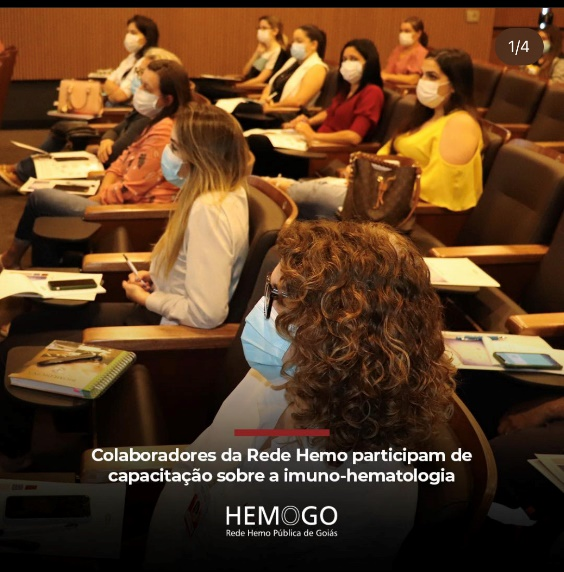 1/4
Colaboradores da Rede Hemo participam de
capacitação sobre a imuno-hematologia
HEMOGO
Rede Hemo Pública de Goiás